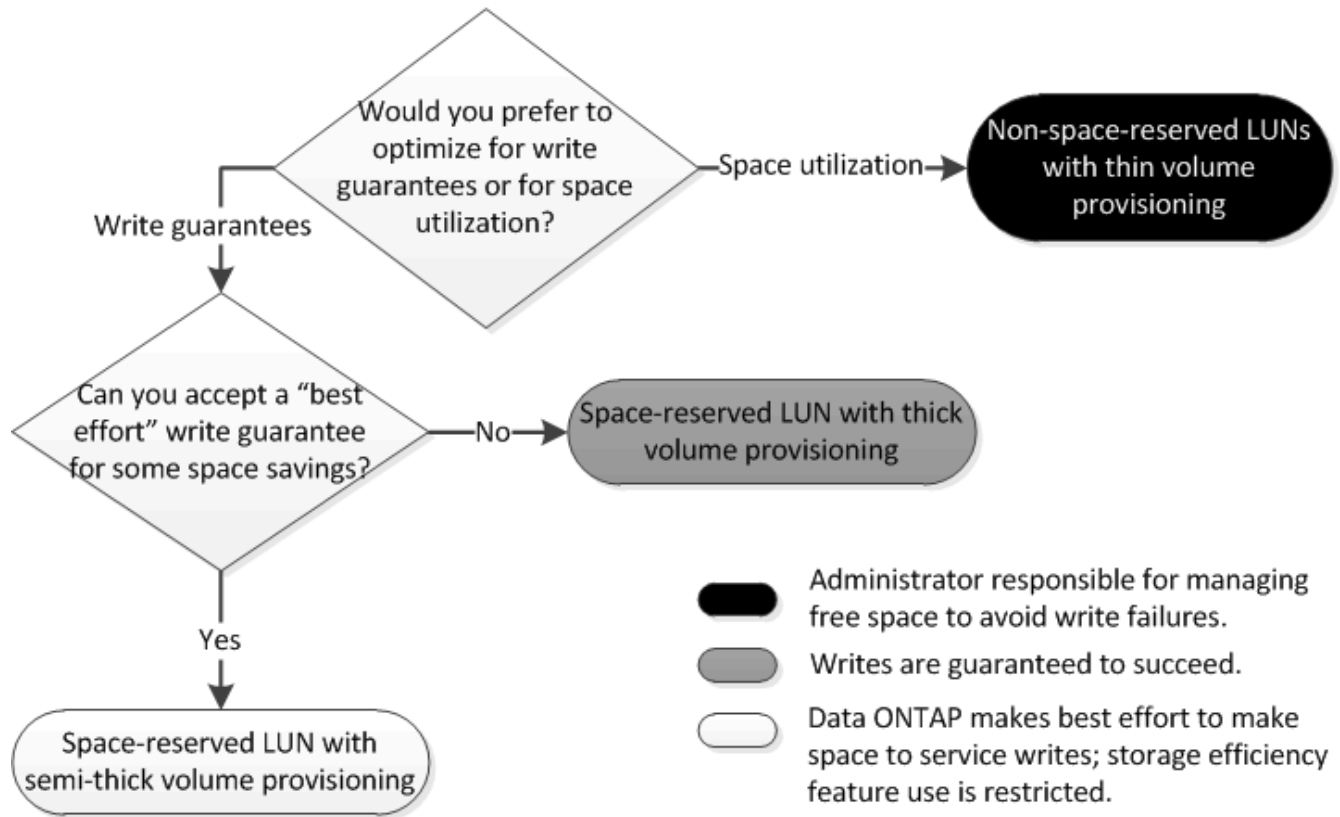 Would you prefer to
optimize for write
guarantees or for space
utilization?
Space utilization
Non-space-reserved LUNs
with thin volume
provisioning
Write guarantees
Can you accept a “best
effort” write guarantee
for some space savings?
No
Space-reserved LUN with thick
volume provisioning
Yes
Space-reserved LUN with
semi-thick volume provisioning
Administrator responsible for managing
free space to avoid write failures.
Writes are guaranteed to succeed.
Data ONTAP makes best effort to make
space to service writes; storage efficiency
feature use is restricted.